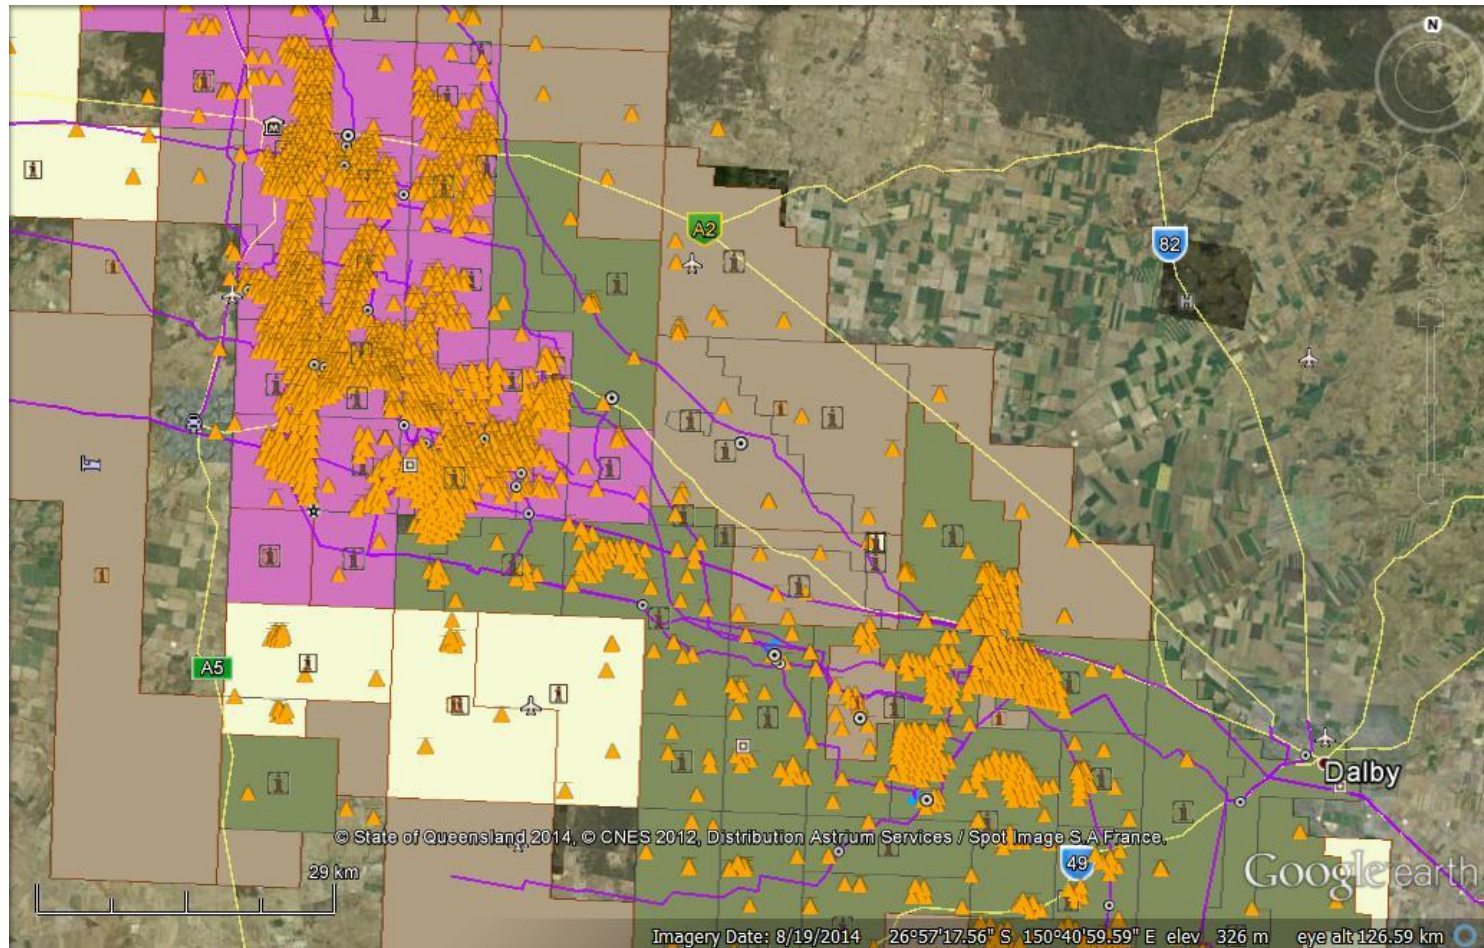 N
A2
82
H
A5
Dalby
© State of Queensland 2014, © CNES 2012, Distribution Astrium Services / Spot Image S.A France.
29 km
49
Google earth
Imagery Date: 8/19/2014 26°57'17.56" S 150°40'59.59" E elev 326 m eye alt 126.59 km